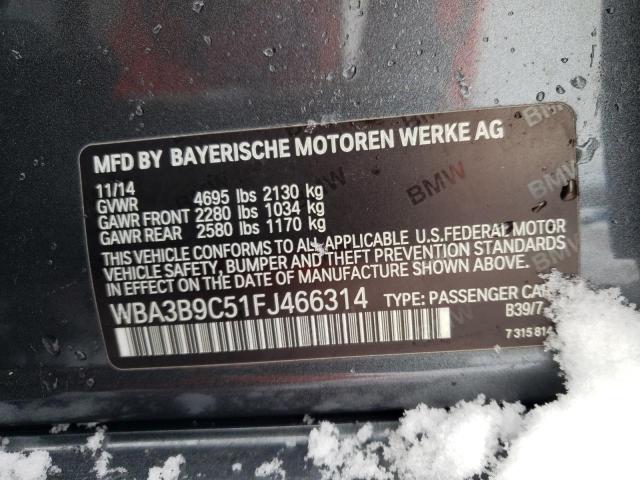 MFD BY BAYERISCHE MOTOREN WERKE AG
11/14
GVWR 4695 lbs 2130 kg
GAWR FRONT 2280 lbs 1034 kg
GAWR REAR 2580 lbs 1170 kg
THIS VEHICLE CONFORMS TO ALL APPLICABLE U.S.FEDERAL MOTOR
VEHICLE SAFETY, BUMPER AND THEFT PREVENTION STANDARDS
IN EFFECT ON THE DATE OF MANUFACTURE SHOWN ABOVE.
WBA3B9C51FJ466314 TYPE: PASSENGER CAR
B39/7
7 315 814
BMW
BMW
BMW